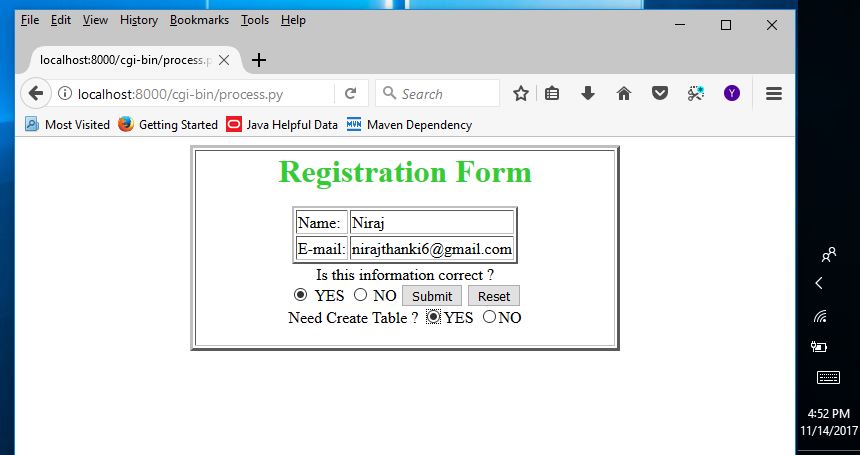 File Edit View History Bookmarks Tools Help
localhost:8000/cgi-bin/process.p
localhost:8000/cgi-bin/process.py
Search
Y
Most Visited Getting Started Java Helpful Data MVN Maven Dependency
Registration Form
Name: Niraj
E-mail: nirajthanki6@gmail.com
Is this information correct ?
YES NO Submit Reset
Need Create Table ? YES NO
4:52 PM
11/14/2017